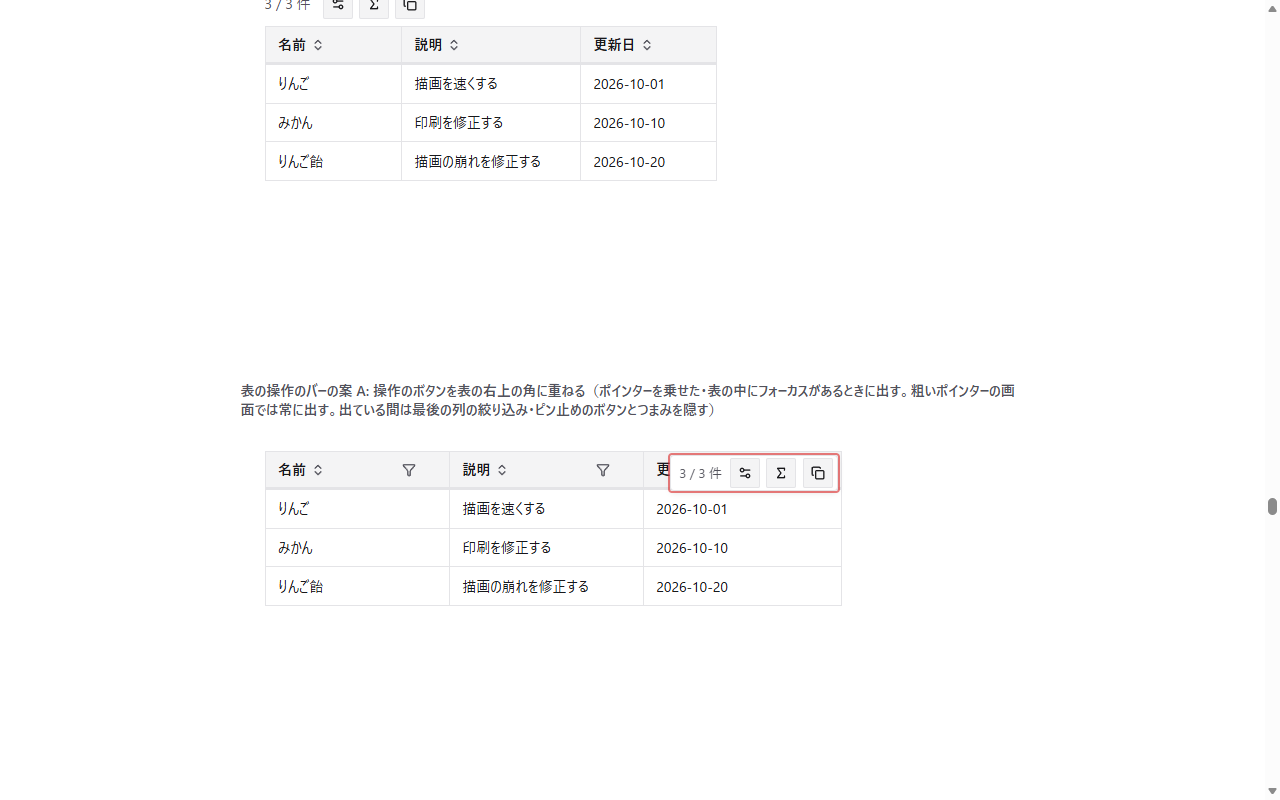 3 / 3 件
名前 説明 更新日
りんご 描画を速くする 2026-10-01
みかん 印刷を修正する 2026-10-10
りんご飴 描画の崩れを修正する 2026-10-20
表の操作のバーの案 A: 操作のボタンを表の右上の角に重ねる（ポインターを乗せた・表の中にフォーカスがあるときに出す。粗いポインターの画
面では常に出す。出ている間は最後の列の絞り込み・ピン止めのボタンとつまみを隠す）
名前 説明 更 3 / 3 件
りんご 描画を速くする 2026-10-01
みかん 印刷を修正する 2026-10-10
りんご飴 描画の崩れを修正する 2026-10-20